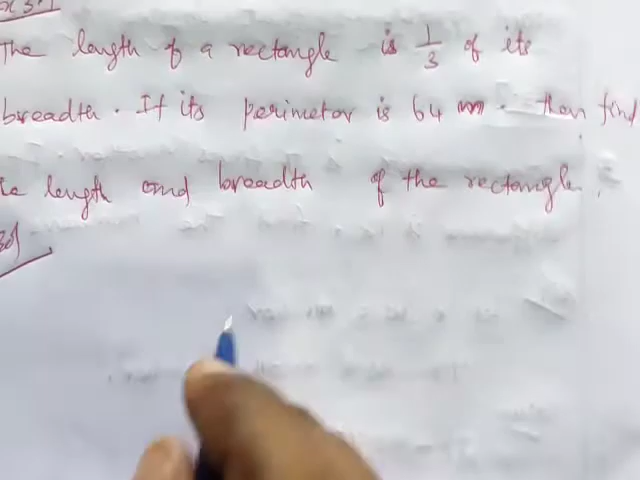 The length of a rectangle is 1/3 of its
breadth. If its perimeter is 64 m. then find
length and breadth of the rectangle.